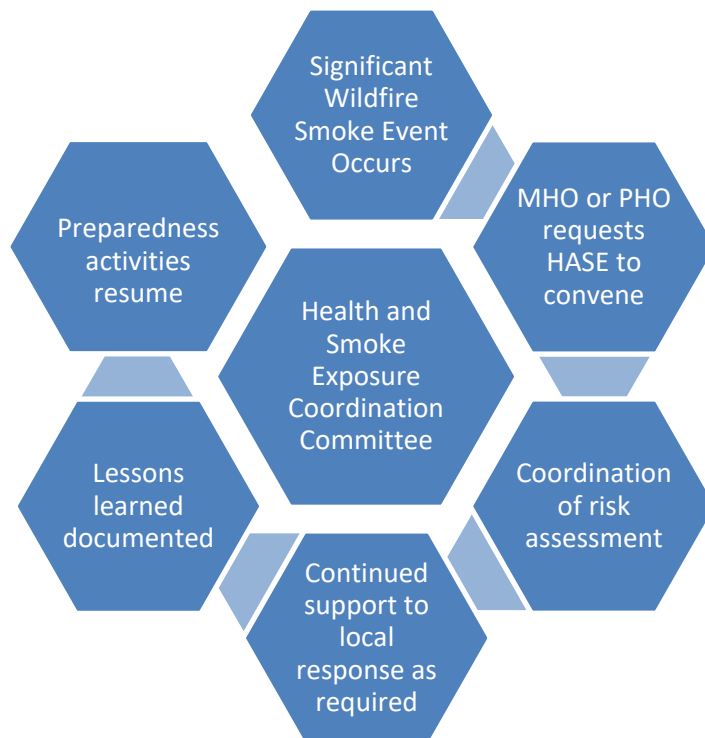 Significant
Wildfire
Smoke Event
Occurs
MHO or PHO
requests
HASE to
convene
Coordination
of risk
assessment
Continued
support to
local
response as
required
Lessons
learned
documented
Preparedness
activities
resume
Health and
Smoke
Exposure
Coordination
Committee